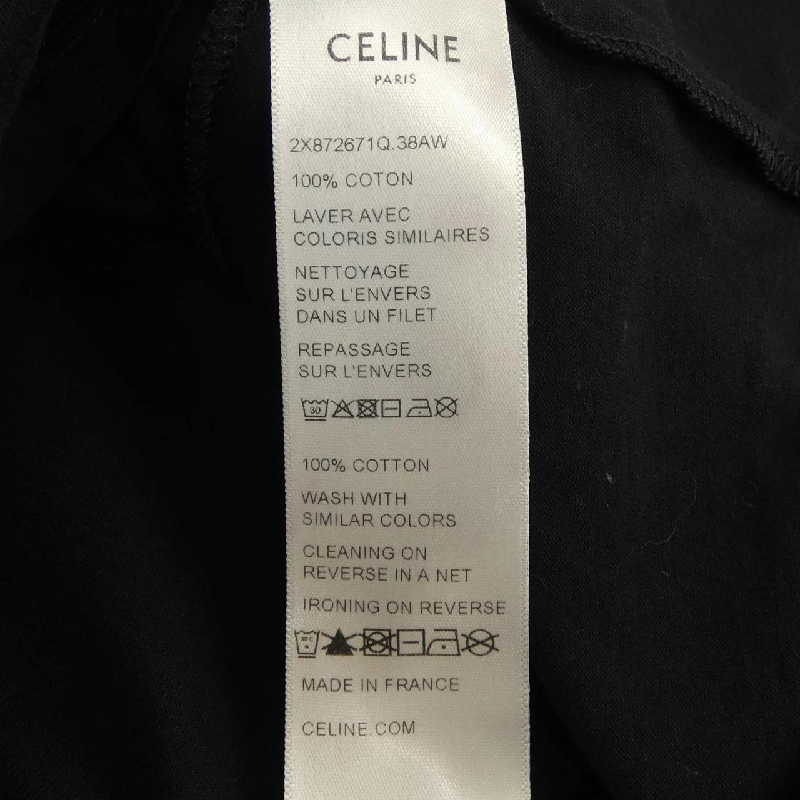 CELINE
PARIS
2X872671Q.38AW
100% COTON
LAVER AVEC
COLORIS SIMILAIRES
NETTOYAGE
SUR L'ENVERS
DANS UN FILET
REPASSAGE
SUR L'ENVERS
30
100% COTTON
WASH WITH
SIMILAR COLORS
CLEANING ON
REVERSE IN A NET
IRONING ON REVERSE
MADE IN FRANCE
CELINE.COM